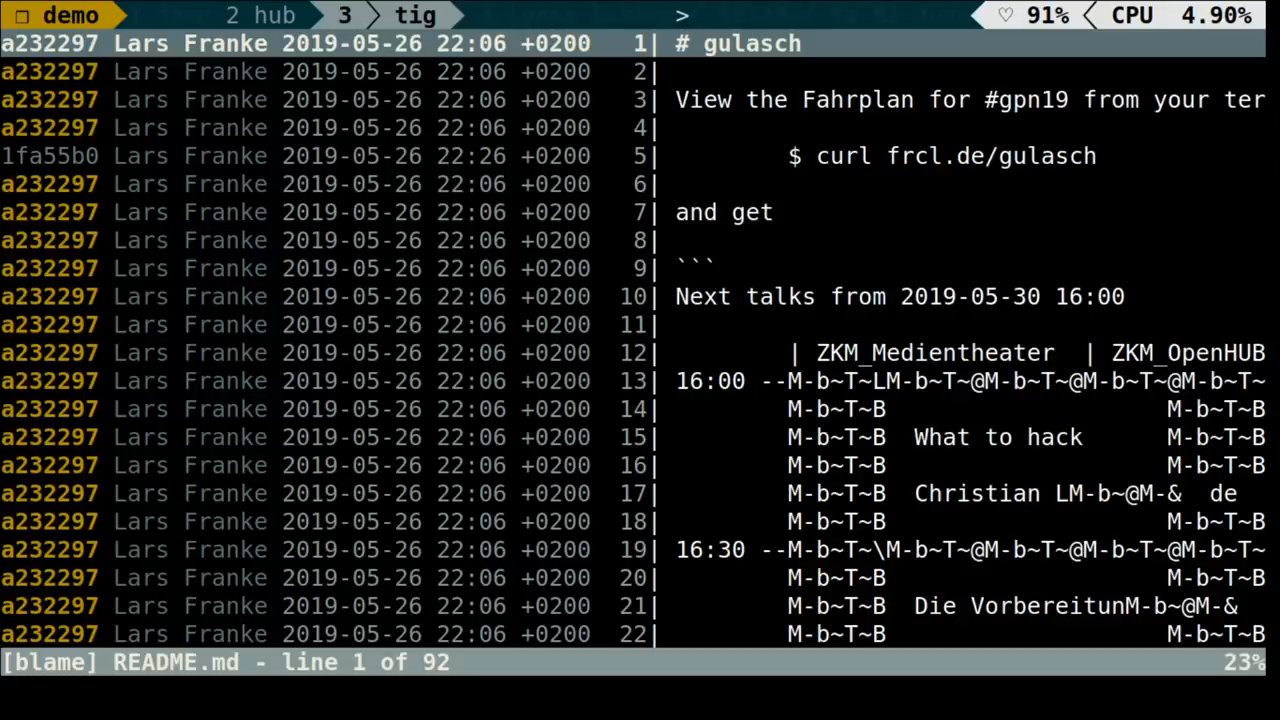 ❐ demo 2 hub 3 tig > ♡ 91% CPU 4.90%
a232297 Lars Franke 2019-05-26 22:06 +0200 1| # gulasch
a232297 Lars Franke 2019-05-26 22:06 +0200 2|
a232297 Lars Franke 2019-05-26 22:06 +0200 3| View the Fahrplan for #gpn19 from your ter
a232297 Lars Franke 2019-05-26 22:06 +0200 4|
1fa55b0 Lars Franke 2019-05-26 22:26 +0200 5| $ curl frcl.de/gulasch
a232297 Lars Franke 2019-05-26 22:06 +0200 6|
a232297 Lars Franke 2019-05-26 22:06 +0200 7| and get
a232297 Lars Franke 2019-05-26 22:06 +0200 8|
a232297 Lars Franke 2019-05-26 22:06 +0200 9| ```
a232297 Lars Franke 2019-05-26 22:06 +0200 10| Next talks from 2019-05-30 16:00
a232297 Lars Franke 2019-05-26 22:06 +0200 11|
a232297 Lars Franke 2019-05-26 22:06 +0200 12| | ZKM_Medientheater | ZKM_OpenHUB
a232297 Lars Franke 2019-05-26 22:06 +0200 13| 16:00 --M-b~T~LM-b~T~@M-b~T~@M-b~T~@M-b~T~
a232297 Lars Franke 2019-05-26 22:06 +0200 14| M-b~T~B M-b~T~B
a232297 Lars Franke 2019-05-26 22:06 +0200 15| M-b~T~B What to hack M-b~T~B
a232297 Lars Franke 2019-05-26 22:06 +0200 16| M-b~T~B M-b~T~B
a232297 Lars Franke 2019-05-26 22:06 +0200 17| M-b~T~B Christian LM-b~@M-& de
a232297 Lars Franke 2019-05-26 22:06 +0200 18| M-b~T~B M-b~T~B
a232297 Lars Franke 2019-05-26 22:06 +0200 19| 16:30 --M-b~T~\M-b~T~@M-b~T~@M-b~T~@M-b~T~
a232297 Lars Franke 2019-05-26 22:06 +0200 20| M-b~T~B M-b~T~B
a232297 Lars Franke 2019-05-26 22:06 +0200 21| M-b~T~B Die VorbereitunM-b~@M-&
a232297 Lars Franke 2019-05-26 22:06 +0200 22| M-b~T~B M-b~T~B
[blame] README.md - line 1 of 92 23%